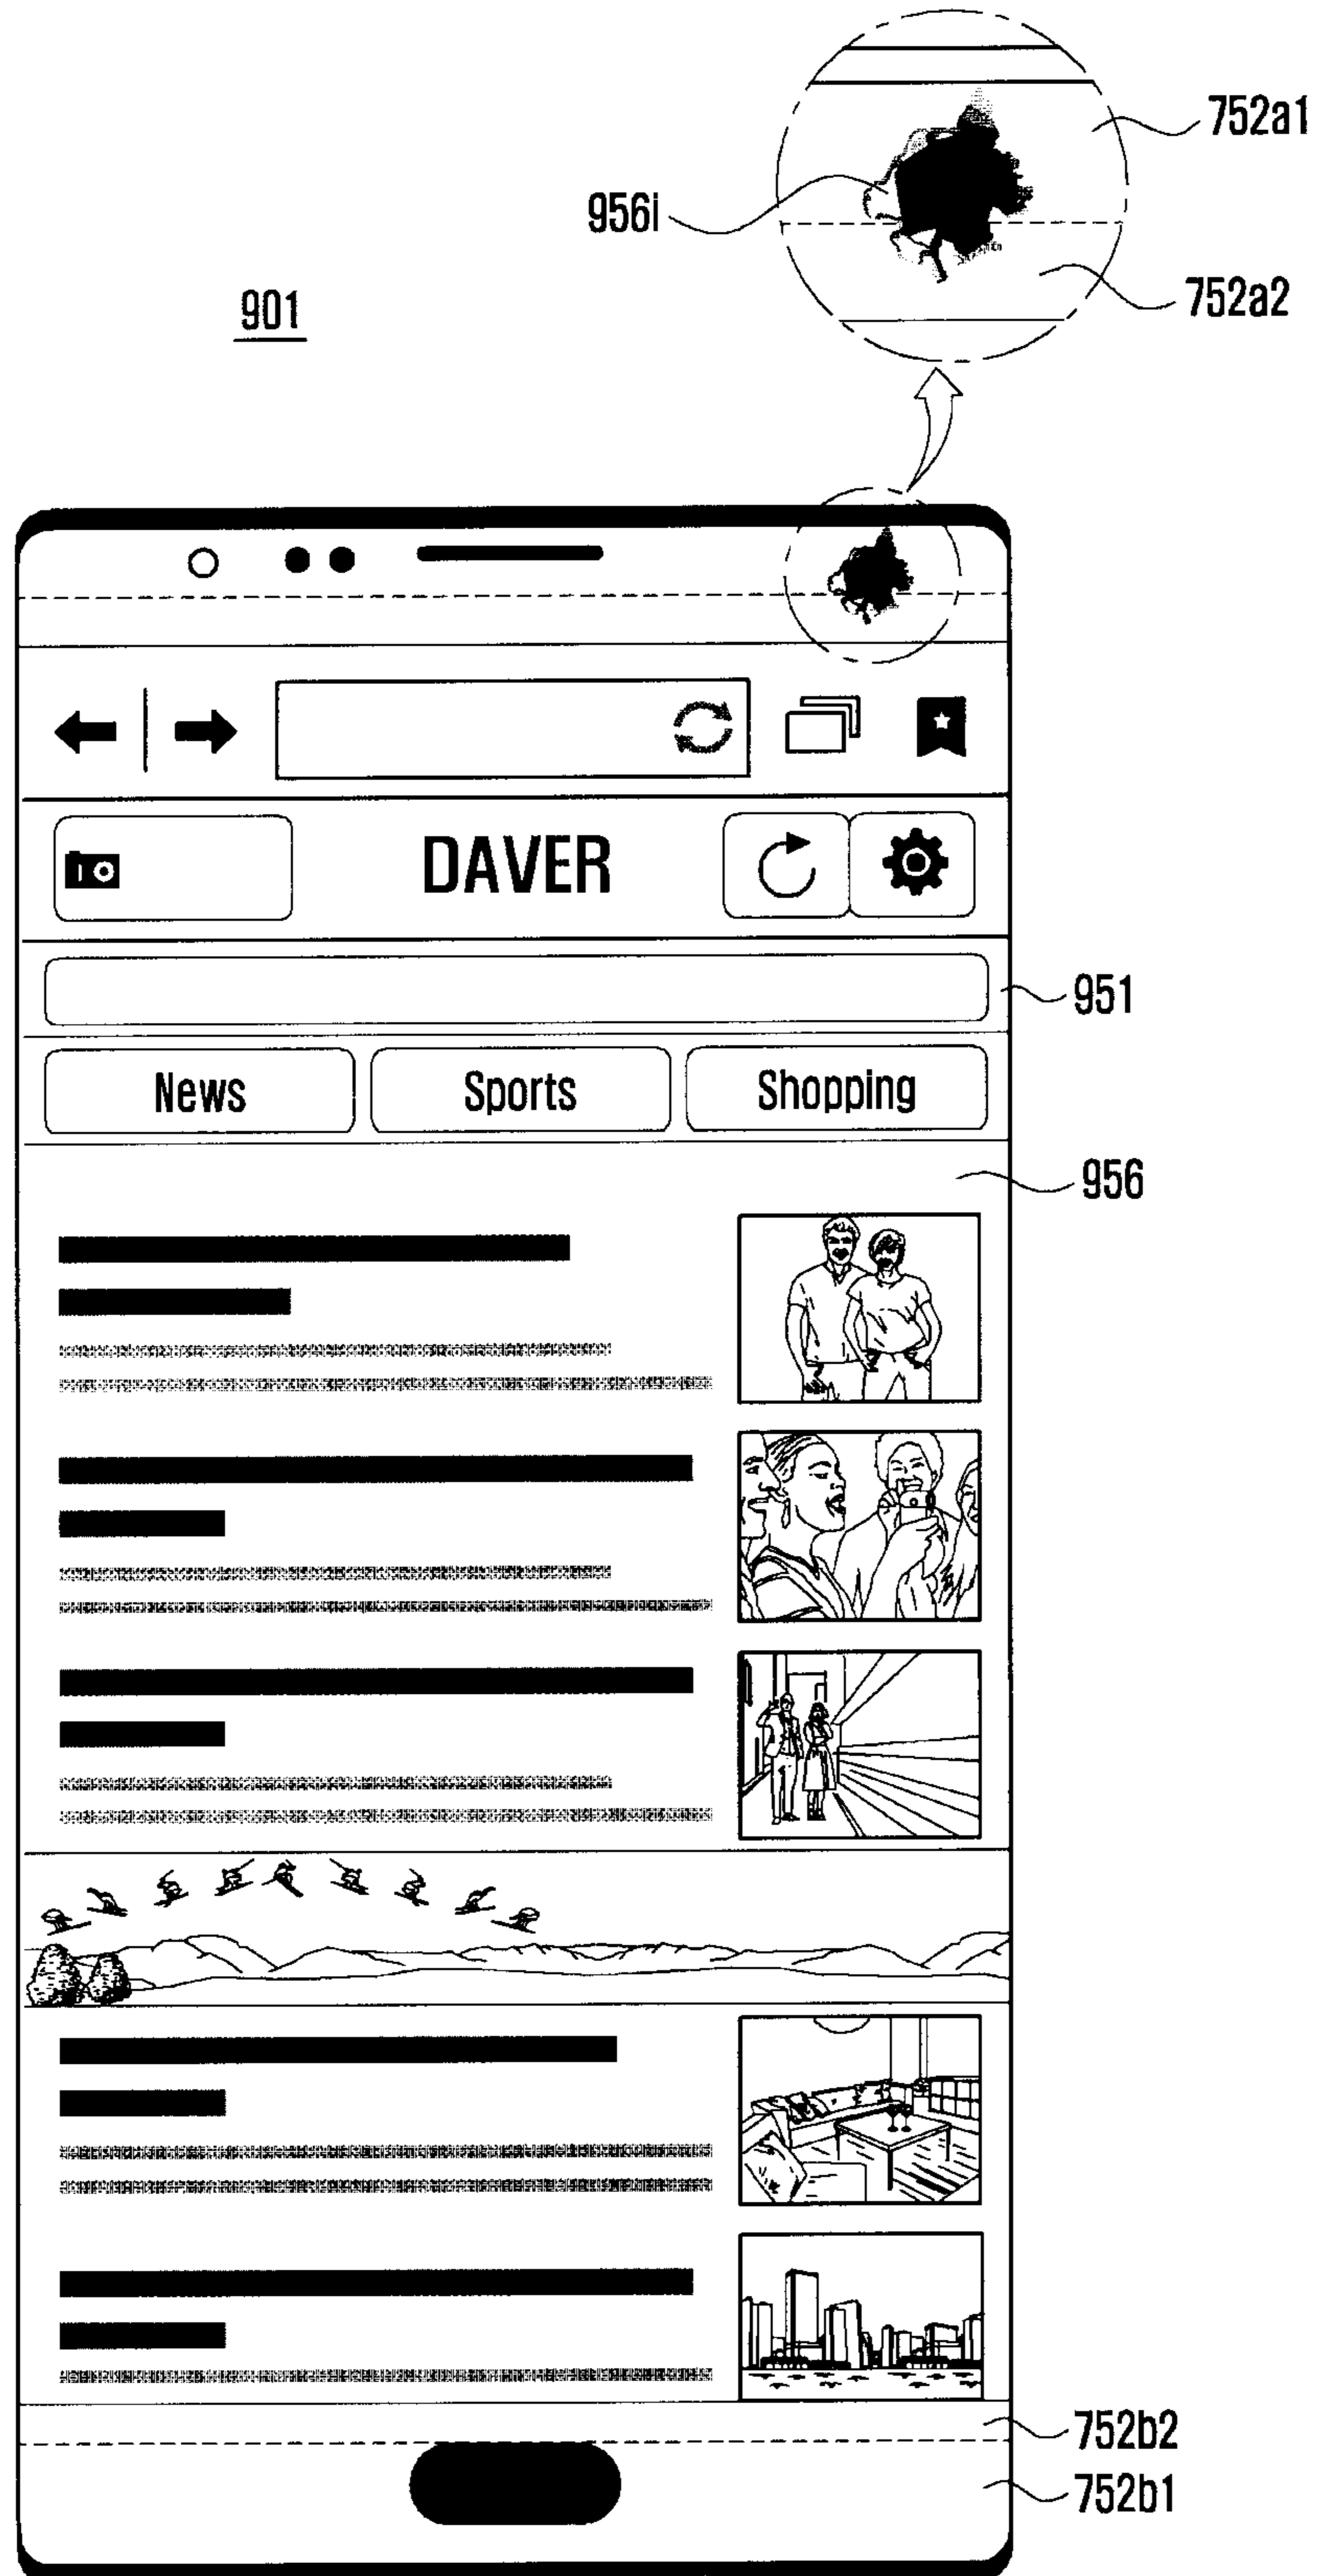 752a1
956i
752a2
901
DAVER
951
News Sports Shopping
956
752b2
752b1